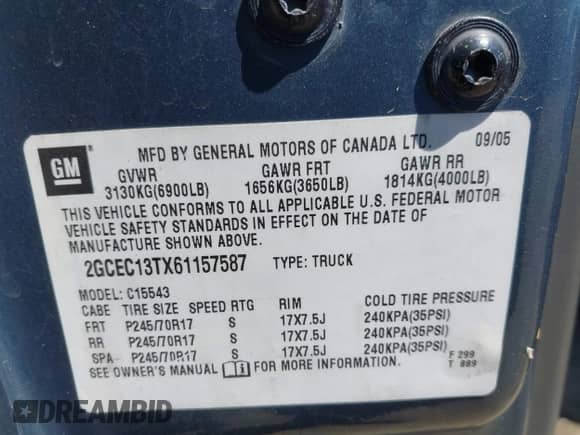 GM
MFD BY GENERAL MOTORS OF CANADA LTD. 09/05
GVWR GAWR FRT GAWR RR
3130KG(6900LB) 1656KG(3650LB) 1814KG(4000LB)
THIS VEHICLE CONFORMS TO ALL APPLICABLE U.S. FEDERAL MOTOR
VEHICLE SAFETY STANDARDS IN EFFECT ON THE DATE OF
MANUFACTURE SHOWN ABOVE.
2GCEC13TX61157587 TYPE: TRUCK
MODEL: C15543
CABE TIRE SIZE SPEED RTG RIM COLD TIRE PRESSURE
FRT P245/70R17 S 17X7.5J 240KPA(35PSI)
RR P245/70R17 S 17X7.5J 240KPA(35PSI)
SPA P245/70R17 S 17X7.5J 240KPA(35PSI)
SEE OWNER'S MANUAL FOR MORE INFORMATION.
F 299
T 889
DREAMBID